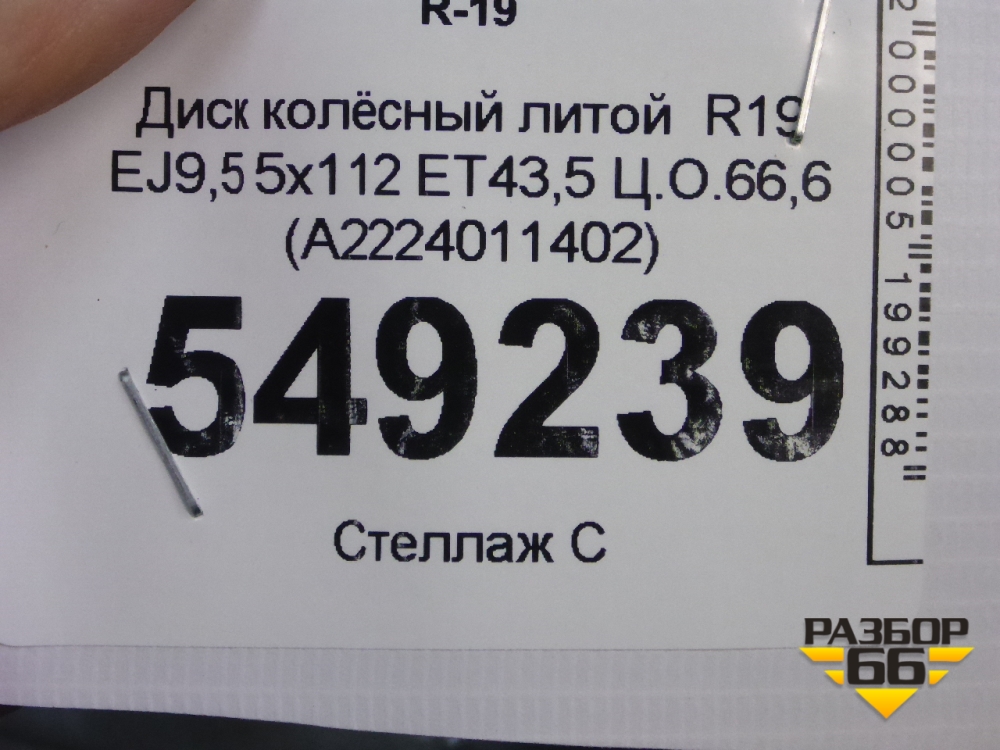 R-19
Диск колёсный литой R19
EJ9,5 5x112 ET43,5 Ц.О.66,6
(A2224011402)
549239
Стеллаж С
2000005199288
РАЗБОР
66